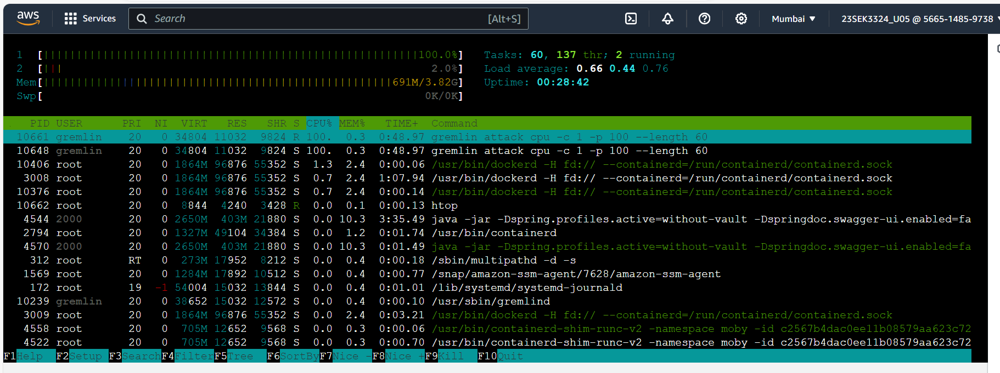 aws Services Search [Alt+S] Mumbai ▼ 23SEK3324_U05 @ 5665-1485-9738
1 [||||||||||||||||||||||||||||||||||||||||||||||||||||||||100.0%] Tasks: 60, 137 thr; 2 running
2 [||| 2.0%] Load average: 0.66 0.44 0.76
Mem[||||||||||||||||||||||||||||||||||||||||||||||||||||691M/3.82G] Uptime: 00:28:42
Swp[ 0K/0K]
PID USER PRI NI VIRT RES SHR S CPU% MEM% TIME+ Command
10661 gremlin 20 0 34804 11032 9824 R 100. 0.3 0:48.97 gremlin attack cpu -c 1 -p 100 --length 60
10648 gremlin 20 0 34804 11032 9824 S 100. 0.3 0:48.97 gremlin attack cpu -c 1 -p 100 --length 60
10406 root 20 0 1864M 96876 55352 S 1.3 2.4 0:00.06 /usr/bin/dockerd -H fd:// --containerd=/run/containerd/containerd.sock
3008 root 20 0 1864M 96876 55352 S 0.7 2.4 1:07.94 /usr/bin/dockerd -H fd:// --containerd=/run/containerd/containerd.sock
10376 root 20 0 1864M 96876 55352 S 0.7 2.4 0:00.14 /usr/bin/dockerd -H fd:// --containerd=/run/containerd/containerd.sock
10662 root 20 0 8844 4240 3428 R 0.0 0.1 0:00.13 htop
4544 2000 20 0 2650M 403M 21880 S 0.0 10.3 3:35.49 java -jar -Dspring.profiles.active=without-vault -Dspringdoc.swagger-ui.enabled=fa
2794 root 20 0 1327M 49104 34384 S 0.0 1.2 0:01.74 /usr/bin/containerd
4570 2000 20 0 2650M 403M 21880 S 0.0 10.3 0:01.49 java -jar -Dspring.profiles.active=without-vault -Dspringdoc.swagger-ui.enabled=fa
312 root RT 0 273M 17952 8212 S 0.0 0.4 0:00.18 /sbin/multipathd -d -s
1569 root 20 0 1284M 17892 10512 S 0.0 0.4 0:00.77 /snap/amazon-ssm-agent/7628/amazon-ssm-agent
172 root 19 -1 54004 15032 13844 S 0.0 0.4 0:01.01 /lib/systemd/systemd-journald
10239 gremlin 20 0 38652 15032 12572 S 0.0 0.4 0:00.10 /usr/sbin/gremlind
3009 root 20 0 1864M 96876 55352 S 0.0 2.4 0:03.21 /usr/bin/dockerd -H fd:// --containerd=/run/containerd/containerd.sock
4558 root 20 0 705M 12652 9568 S 0.0 0.3 0:00.06 /usr/bin/containerd-shim-runc-v2 -namespace moby -id c2567b4dac0ee11b08579aa623c72
4522 root 20 0 705M 12652 9568 S 0.0 0.3 0:00.70 /usr/bin/containerd-shim-runc-v2 -namespace moby -id c2567b4dac0ee11b08579aa623c72
F1Help F2Setup F3SearchF4FilterF5Tree F6SortByF7Nice -F8Nice +F9Kill F10Quit